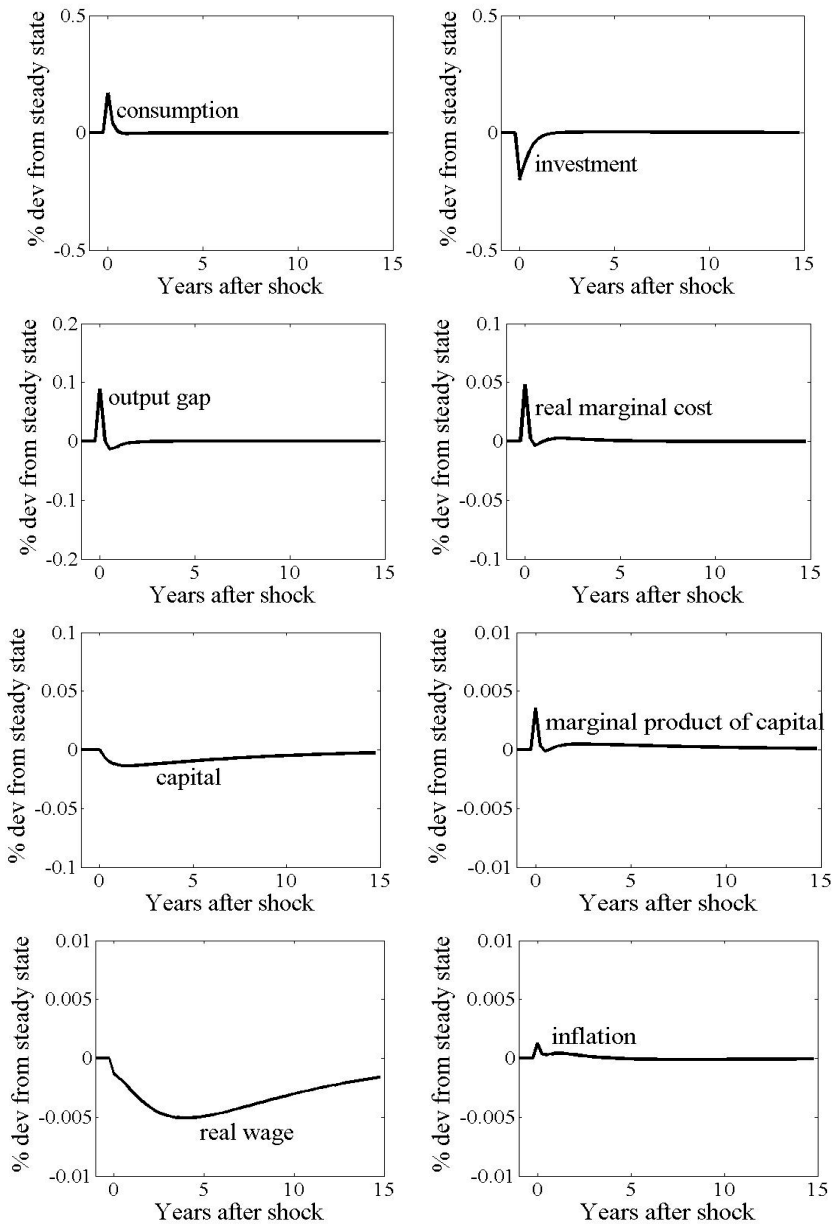 % dev from steady state
0.5
0
-0.5
consumption
0 5 10 15
Years after shock
% dev from steady state
0.5
0
-0.5
investment
0 5 10 15
Years after shock
% dev from steady state
0.2
0.1
0
-0.1
-0.2
output gap
0 5 10 15
Years after shock
% dev from steady state
0.1
0.05
0
-0.05
-0.1
real marginal cost
0 5 10 15
Years after shock
% dev from steady state
0.1
0.05
0
-0.05
-0.1
capital
0 5 10 15
Years after shock
% dev from steady state
0.01
0.005
0
-0.005
-0.01
marginal product of capital
0 5 10 15
Years after shock
% dev from steady state
0.01
0.005
0
-0.005
-0.01
real wage
0 5 10 15
Years after shock
% dev from steady state
0.01
0.005
0
-0.005
-0.01
inflation
0 5 10 15
Years after shock